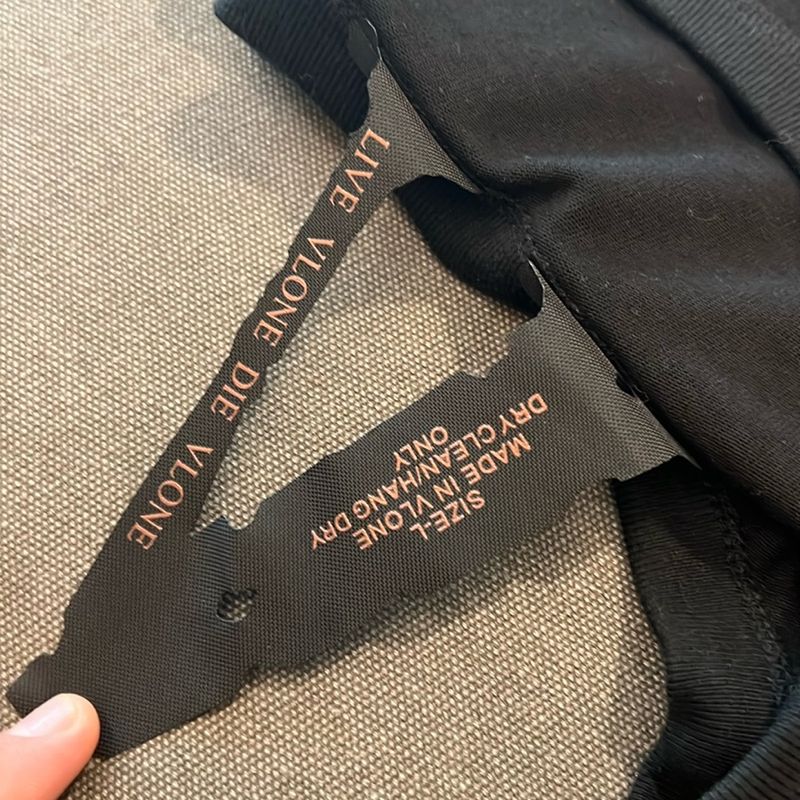 LIVE VLONE DIE VLONE
SIZE-L
MADE IN VLONE
DRY CLEAN/HANG DRY
ONLY